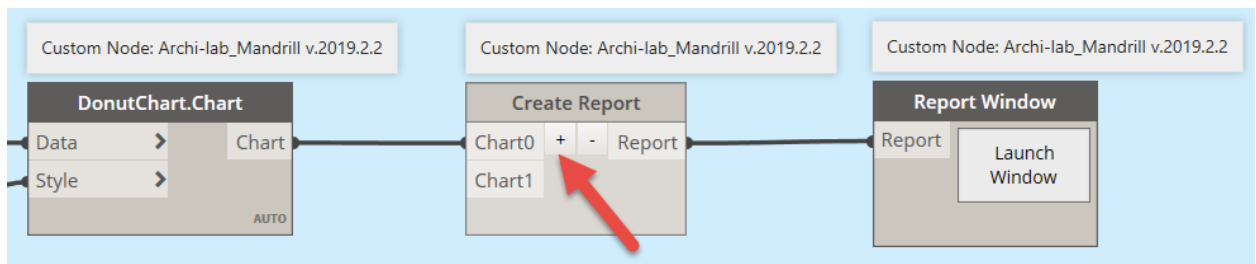 Custom Node: Archi-lab_Mandrill v.2019.2.2
DonutChart.Chart
Data > Chart
Style >
AUTO
Custom Node: Archi-lab_Mandrill v.2019.2.2
Create Report
Chart0 + - Report
Chart1
Custom Node: Archi-lab_Mandrill v.2019.2.2
Report Window
Report
Launch
Window